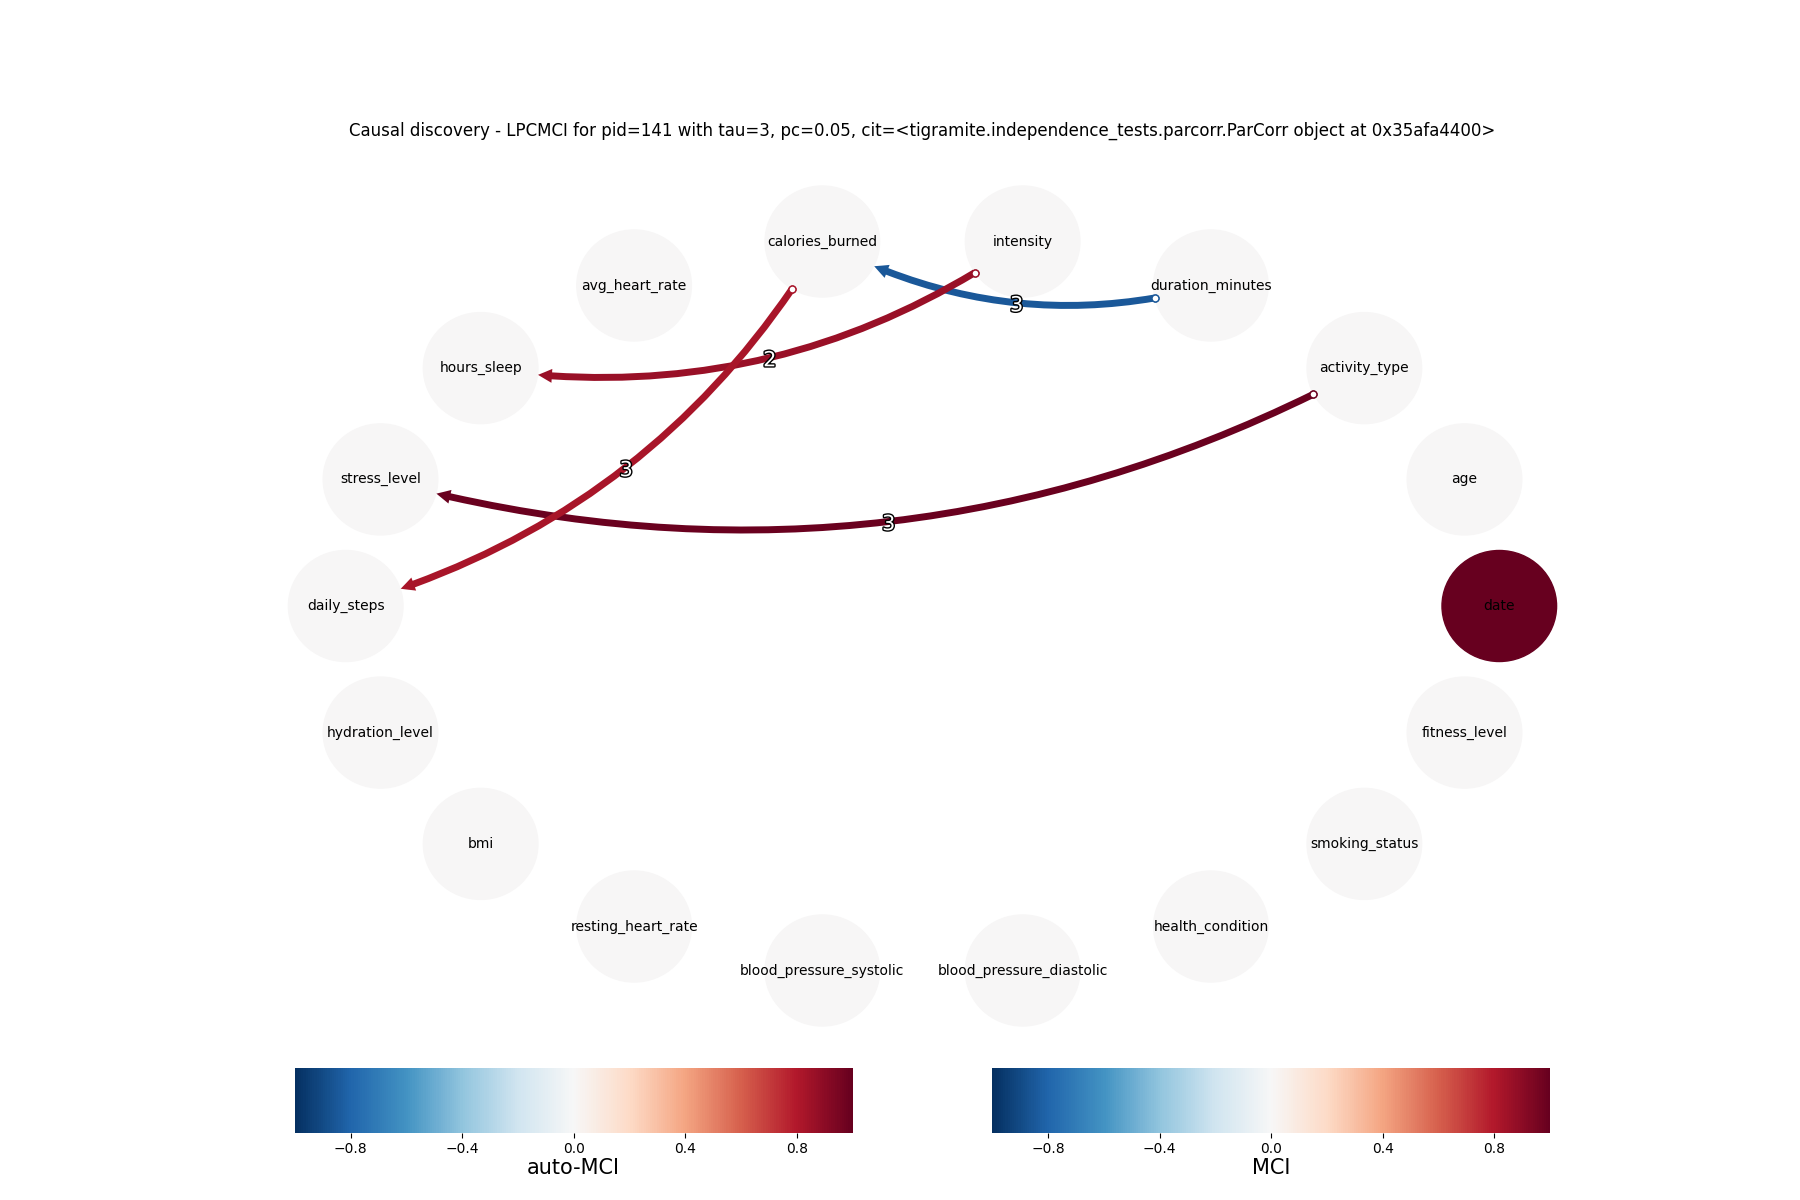 Causal discovery - LPCMCI for pid=141 with tau=3, pc=0.05, cit=<tigramite.independence_tests.parcorr.ParCorr object at 0x35afa4400>
calories_burned
intensity
avg_heart_rate
duration_minutes
3
2
hours_sleep
activity_type
3
stress_level
age
3
daily_steps
date
hydration_level
fitness_level
bmi
smoking_status
resting_heart_rate
health_condition
blood_pressure_systolic
blood_pressure_diastolic
−0.8 −0.4 0.0 0.4 0.8
auto-MCI
−0.8 −0.4 0.0 0.4 0.8
MCI